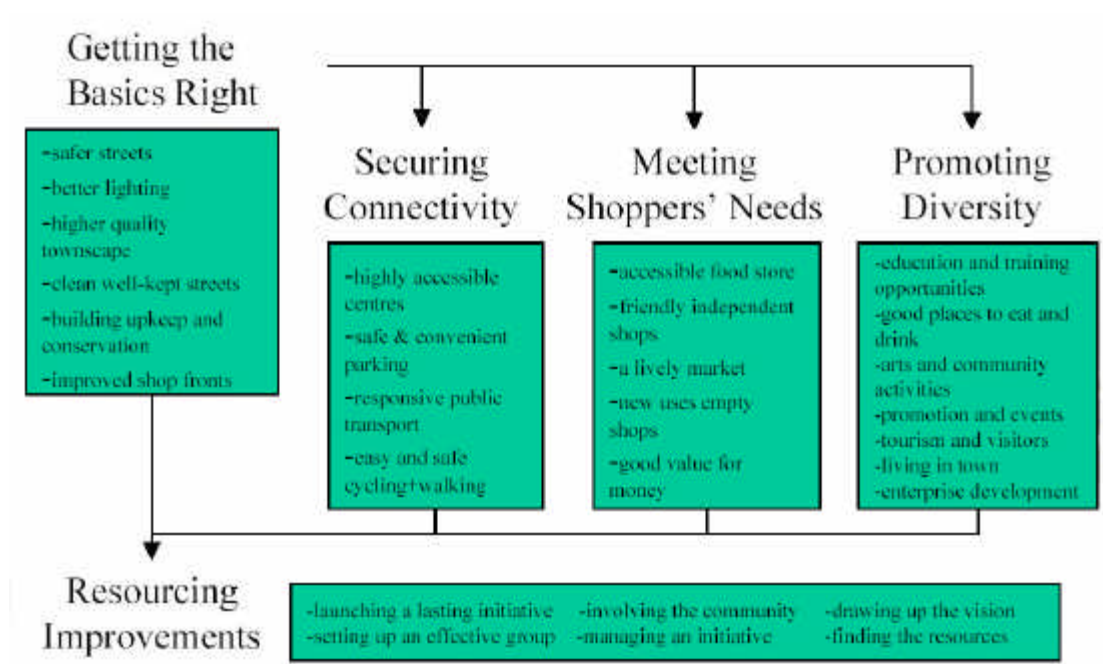 Getting the
Basics Right
-safer streets
-better lighting
-higher quality
townscape
-clean well-kept streets
-building upkeep and
conservation
-improved shop fronts
Securing
Connectivity
-highly accessible
centres
-safe & convenient
parking
-responsive public
transport
-easy and safe
cycling+walking
Meeting
Shoppers' Needs
-accessible food store
-friendly independent
shops
-a lively market
-new uses empty
shops
-good value for
money
Promoting
Diversity
-education and training
opportunities
-good places to eat and
drink
-arts and community
activities
-promotion and events
-tourism and visitors
-living in town
-enterprise development
Resourcing
Improvements
-launching a lasting initiative
-setting up an effective group
-involving the community
-managing an initiative
-drawing up the vision
-finding the resources